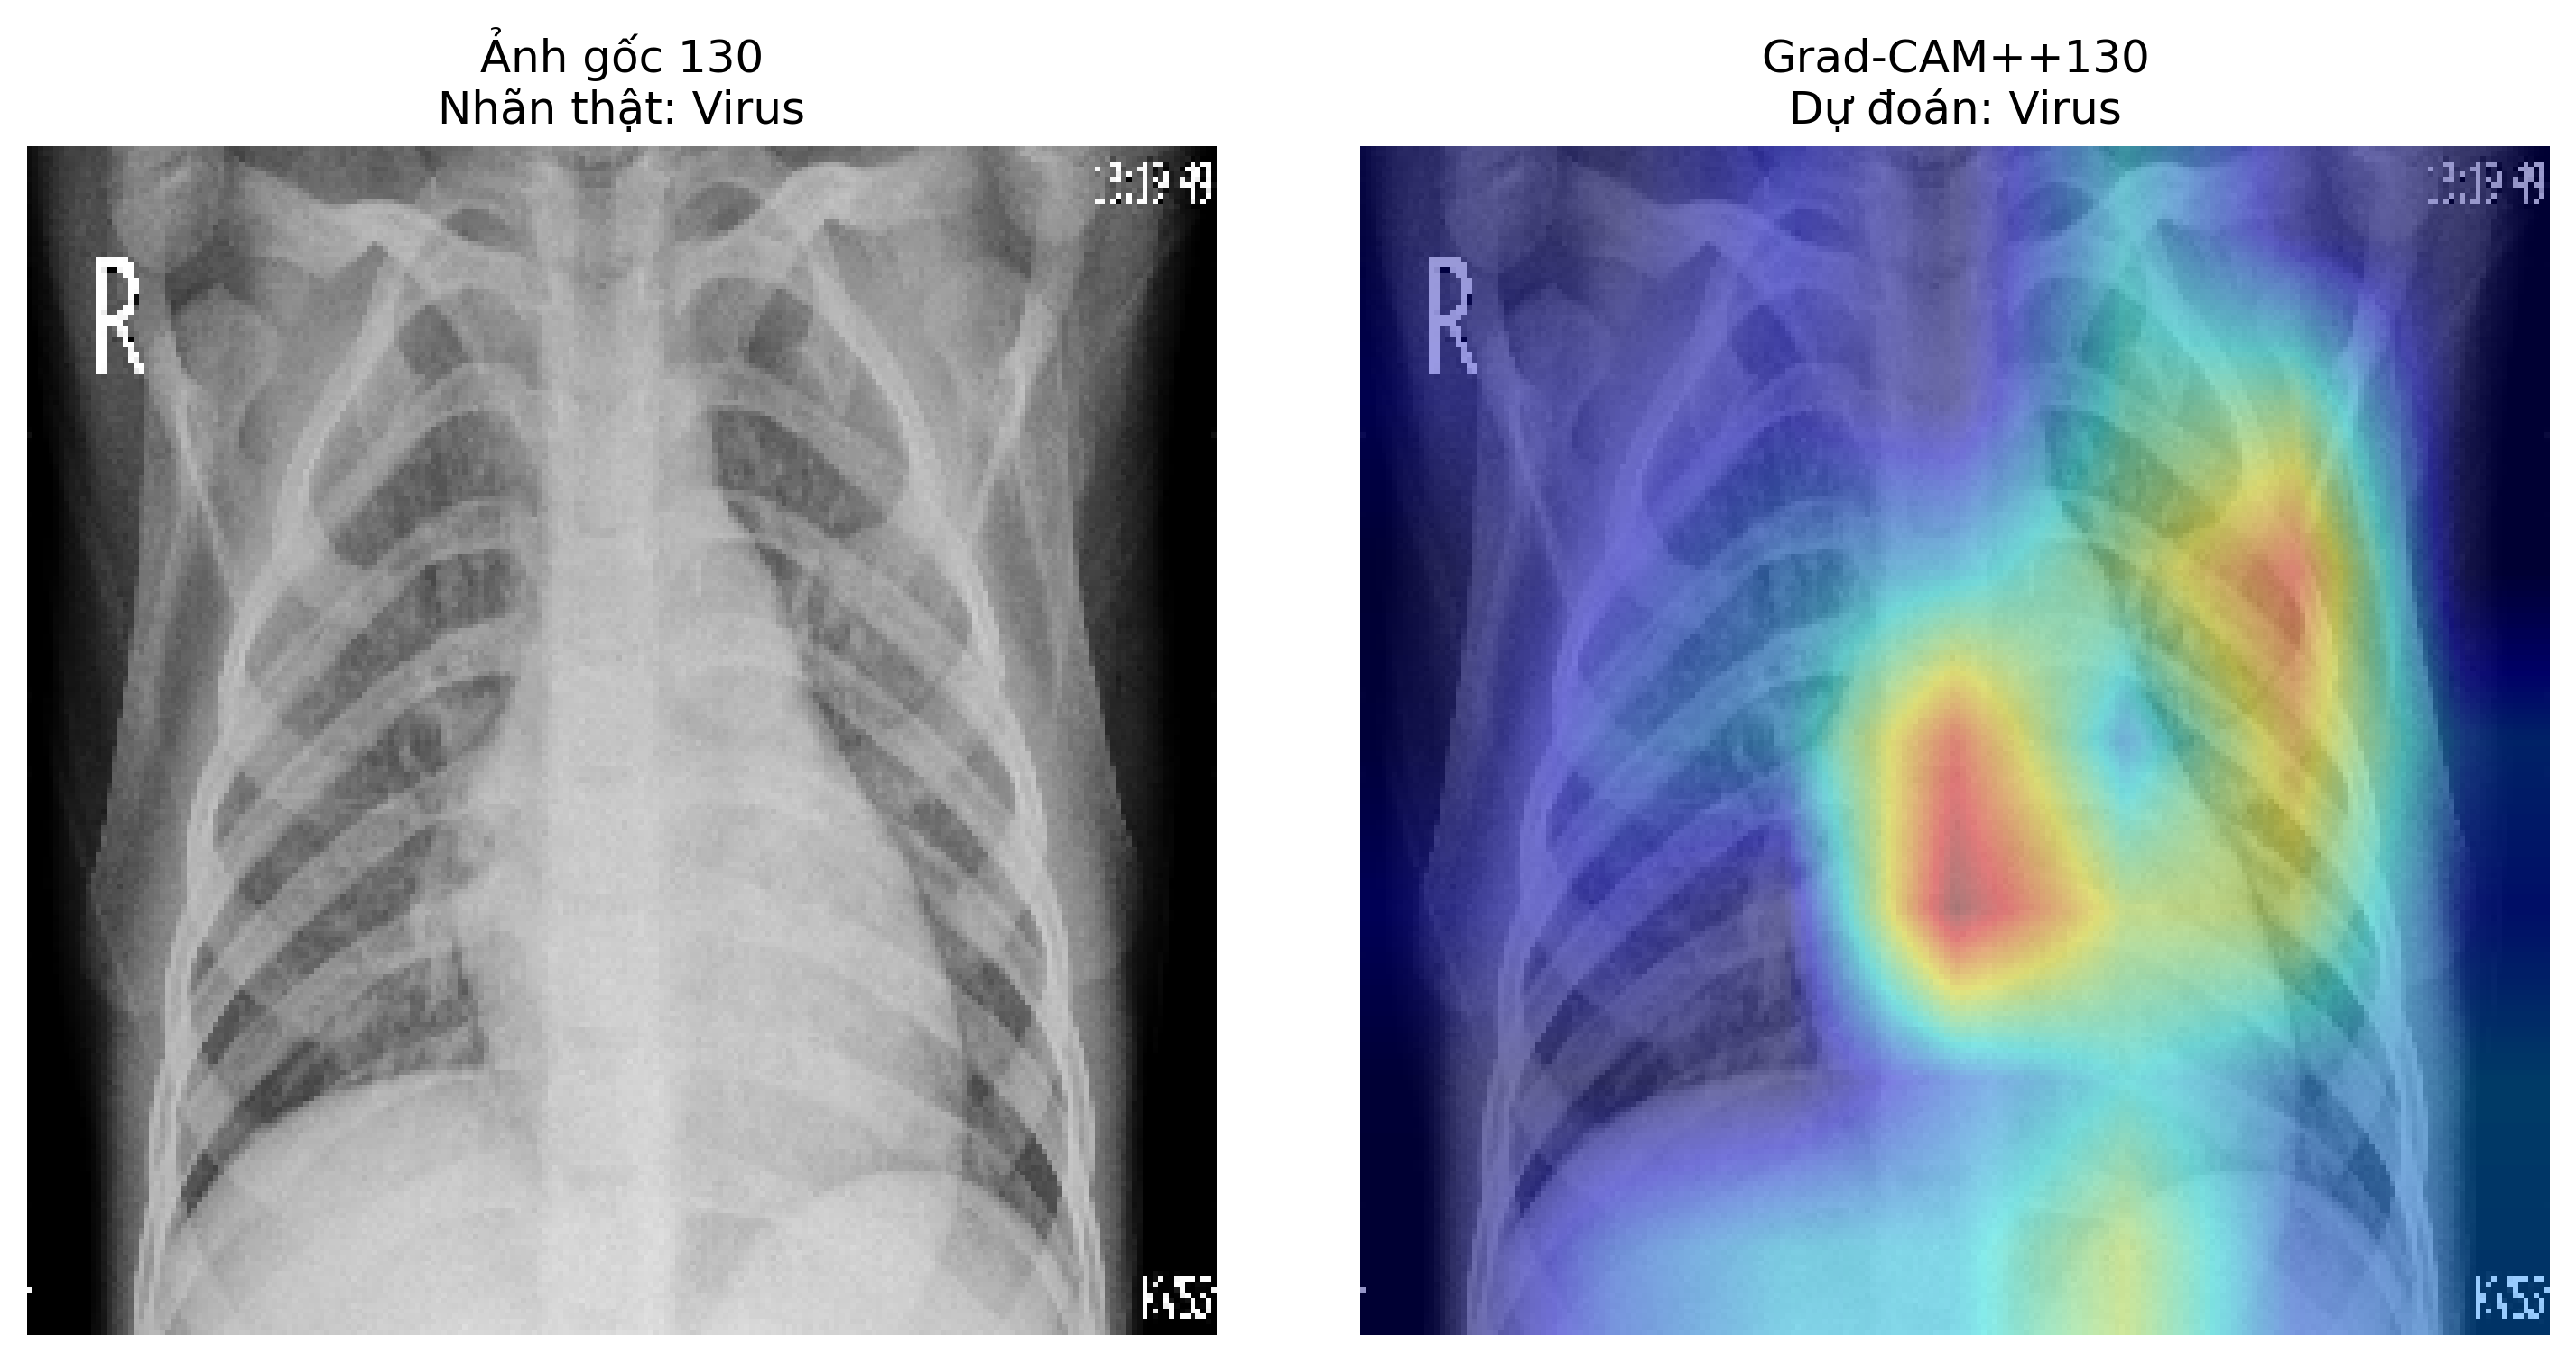 Ảnh gốc 130
Nhãn thật: Virus
Grad-CAM++130
Dự đoán: Virus
R
R